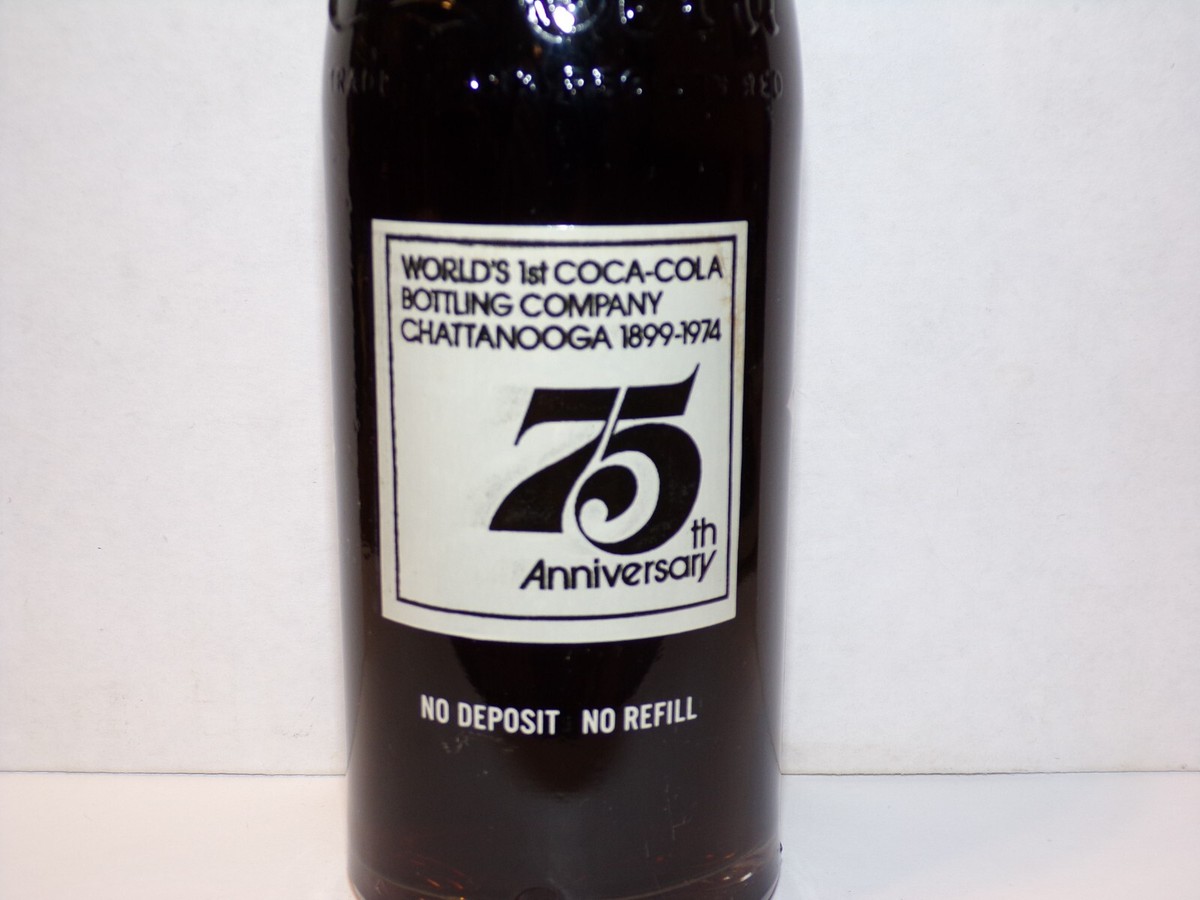 WORLD'S 1st COCA-COLA
BOTTLING COMPANY
CHATTANOOGA 1899-1974
75th
Anniversary
NO DEPOSIT NO REFILL